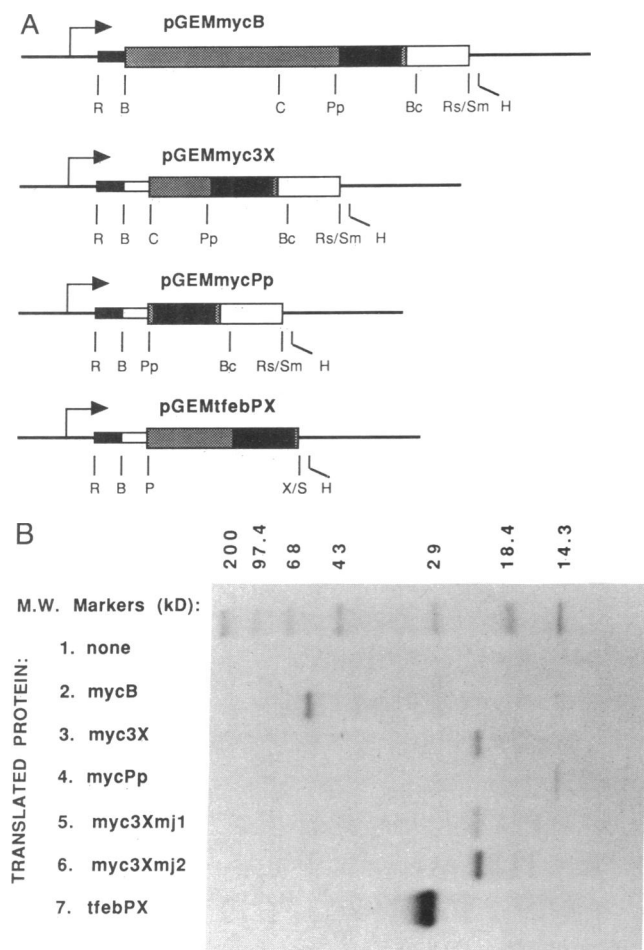 A
pGEMmycB
R B C Pp Bc Rs/Sm H
pGEMmyc3X
R B C Pp Bc Rs/Sm H
pGEMmycPp
R B Pp Bc Rs/Sm H
pGEMtfebPX
R B P X/S H
B
200 97.4 68 43 29 18.4 14.3
M.W. Markers (kD):
TRANSLATED PROTEIN:
1. none
2. mycB
3. myc3X
4. mycPp
5. myc3Xmj1
6. myc3Xmj2
7. tfebPX